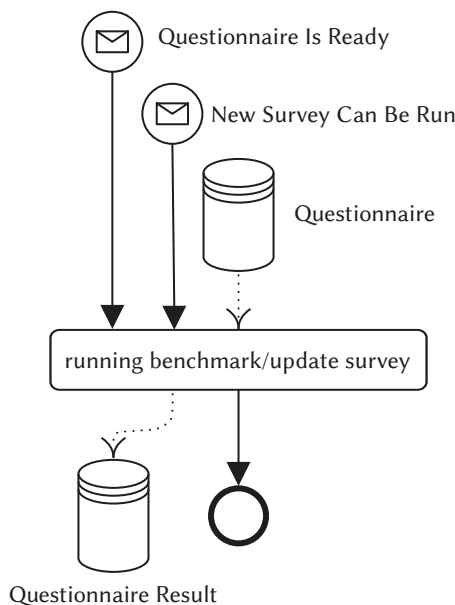 Questionnaire Is Ready
New Survey Can Be Run
Questionnaire
running benchmark/update survey
Questionnaire Result